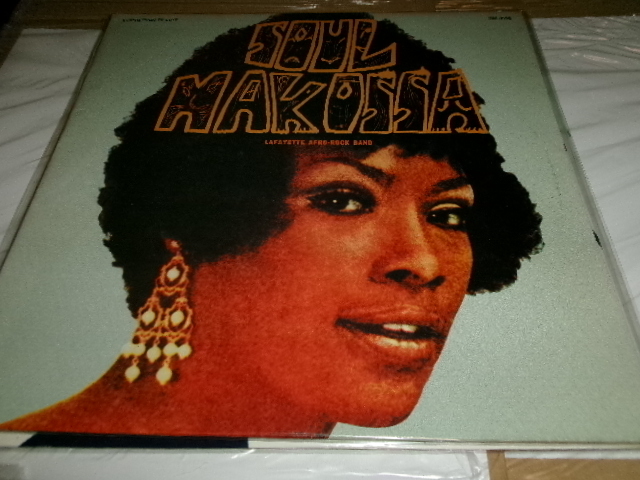 SOUL
MAKOSSA
LAFAYETTE AFRO-ROCK BAND